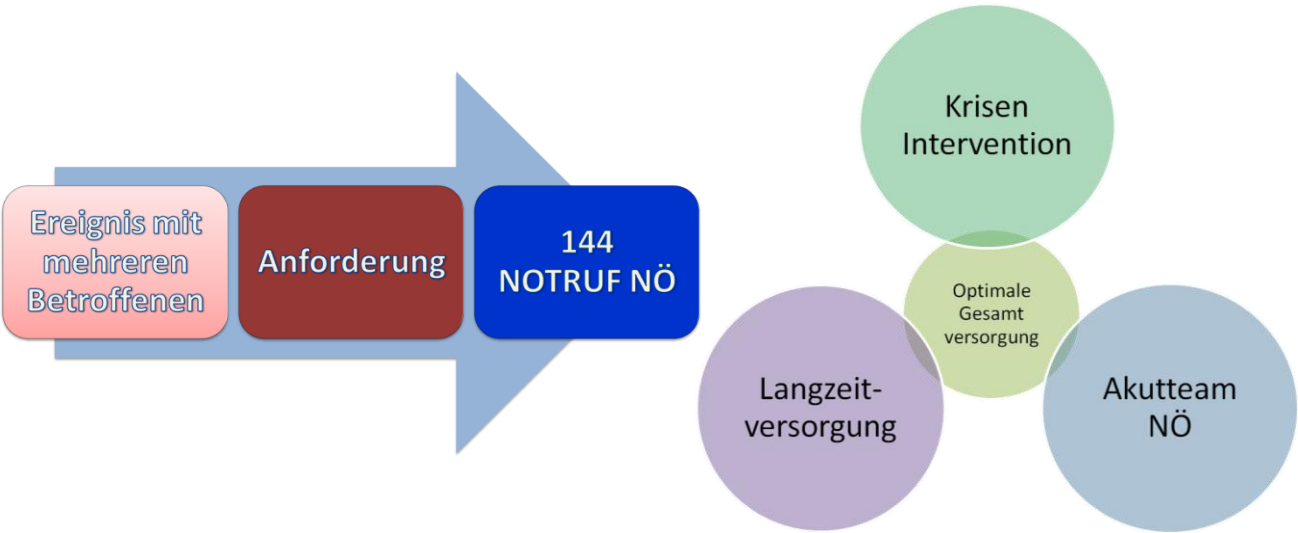 Ereignis mit
mehreren
Betroffenen
Anforderung
144
NOTRUF NÖ
Krisen
Intervention
Optimale
Gesamt
versorgung
Langzeit-
versorgung
Akutteam
NÖ